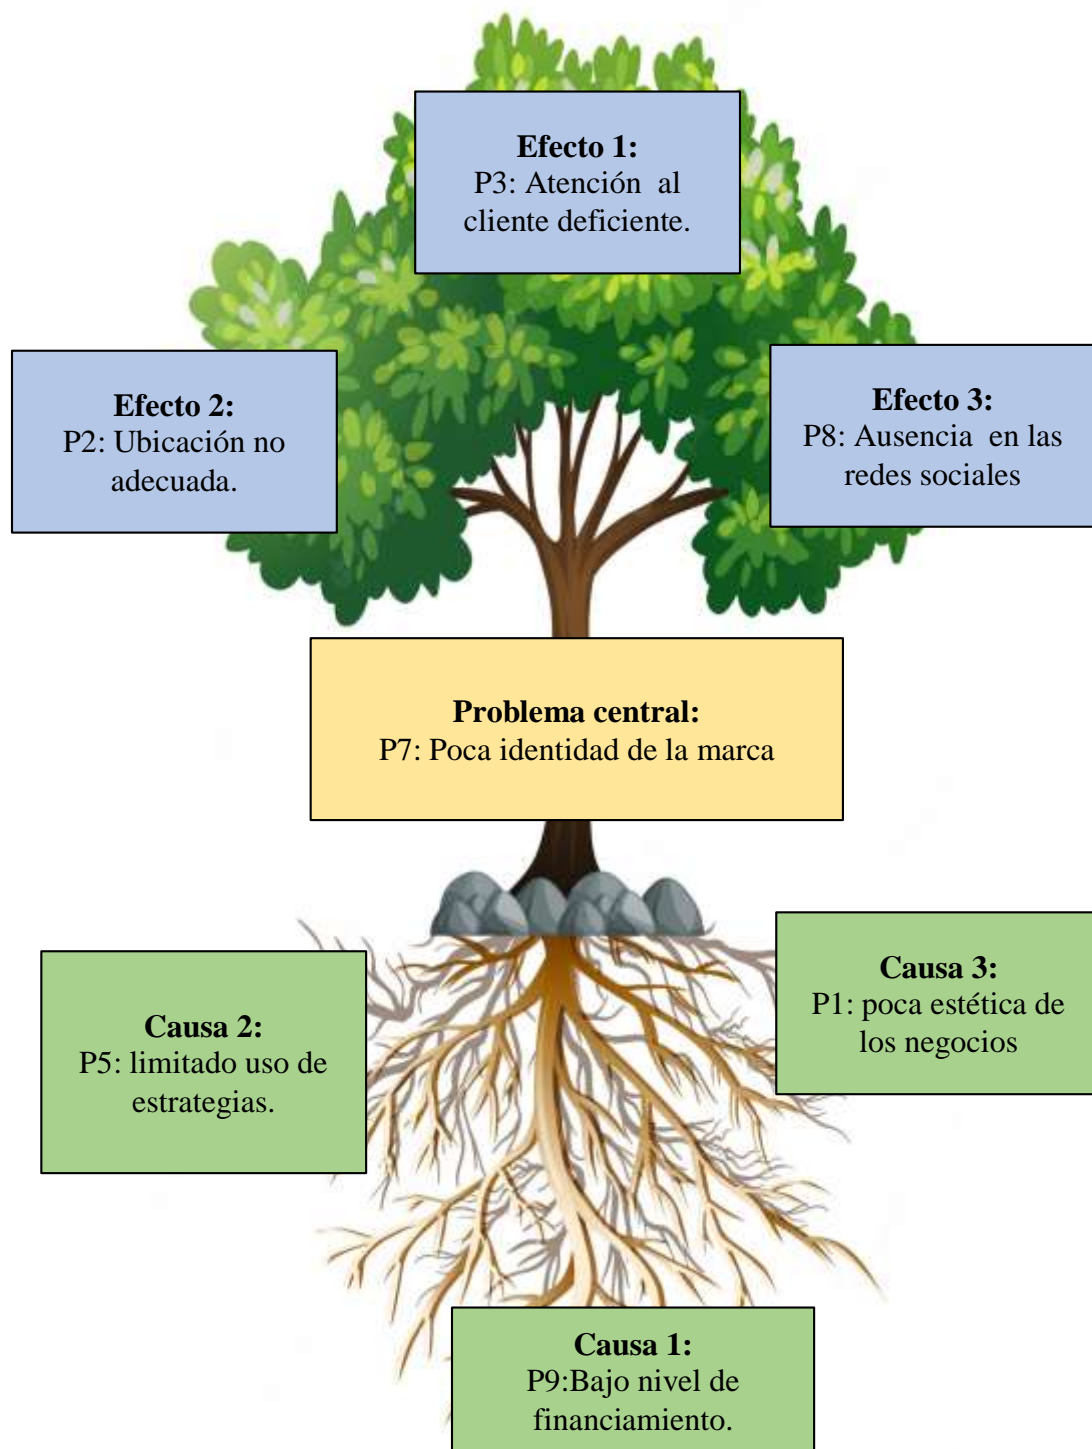 Efecto 1:
P3: Atención al
cliente deficiente.
Efecto 2:
P2: Ubicación no
adecuada.
Efecto 3:
P8: Ausencia en las
redes sociales
Problema central:
P7: Poca identidad de la marca
Causa 2:
P5: limitado uso de
estrategias.
Causa 3:
P1: poca estética de
los negocios
Causa 1:
P9:Bajo nivel de
financiamiento.